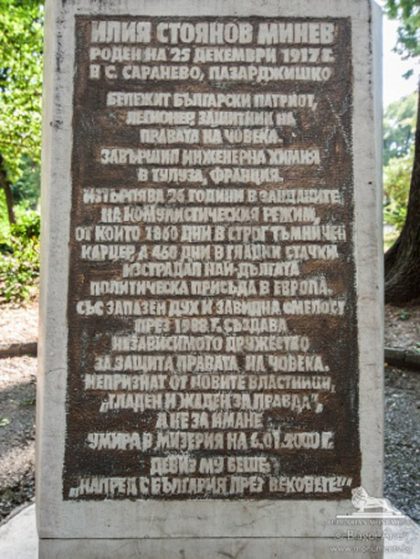 ИЛИЯ СТОЯНОВ МИНЕВ
РОДЕН НА 25 ДЕКЕМВРИ 1917 Г.
В С. САРАНЕВО, ПАЗАРДЖИШКО
БЕЛЕЖИТ БЪЛГАРСКИ ПАТРИОТ,
ЛЕГИОНЕР, ЗАЩИТНИК НА
ПРАВАТА НА ЧОВЕКА.
ЗАВЪРШИЛ ИНЖЕНЕРНА ХИМИЯ
В ТУЛУЗА, ФРАНЦИЯ.
ИЗТЪРПЯВА 26 ГОДИНИ В ЗАНДАНИТЕ
НА КОМУНИСТИЧЕСКИЯ РЕЖИМ,
ОТ КОИТО 1860 ДНИ В СТРОГ ТЪМНИЧЕН
КАРЦЕР, А 460 ДНИ В ГЛАДНИ СТАЧКИ.
ИЗСТРАДАЛ НАЙ-ДЪЛГАТА
ПОЛИТИЧЕСКА ПРИСЪДА В ЕВРОПА.
СЪС ЗАПАЗЕН ДУХ И ЗАВИДНА СМЕЛОСТ
ПРЕЗ 1988 Г. СЪЗДАВА
НЕЗАВИСИМОТО ДРУЖЕСТВО
ЗА ЗАЩИТА ПРАВАТА НА ЧОВЕКА.
НЕПРИЗНАТ ОТ НОВИТЕ ВЛАСТНИЦИ,
„ГЛАДЕН И ЖАДЕН ЗА ПРАВДА",
А НЕ ЗА ИМАНЕ
УМИРА В МИЗЕРИЯ НА 6.01.2000 Г.
ДЕВИЗ МУ БЕШЕ:
„НАПРЕД С БЪЛГАРИЯ ПРЕЗ ВЕКОВЕТЕ!"